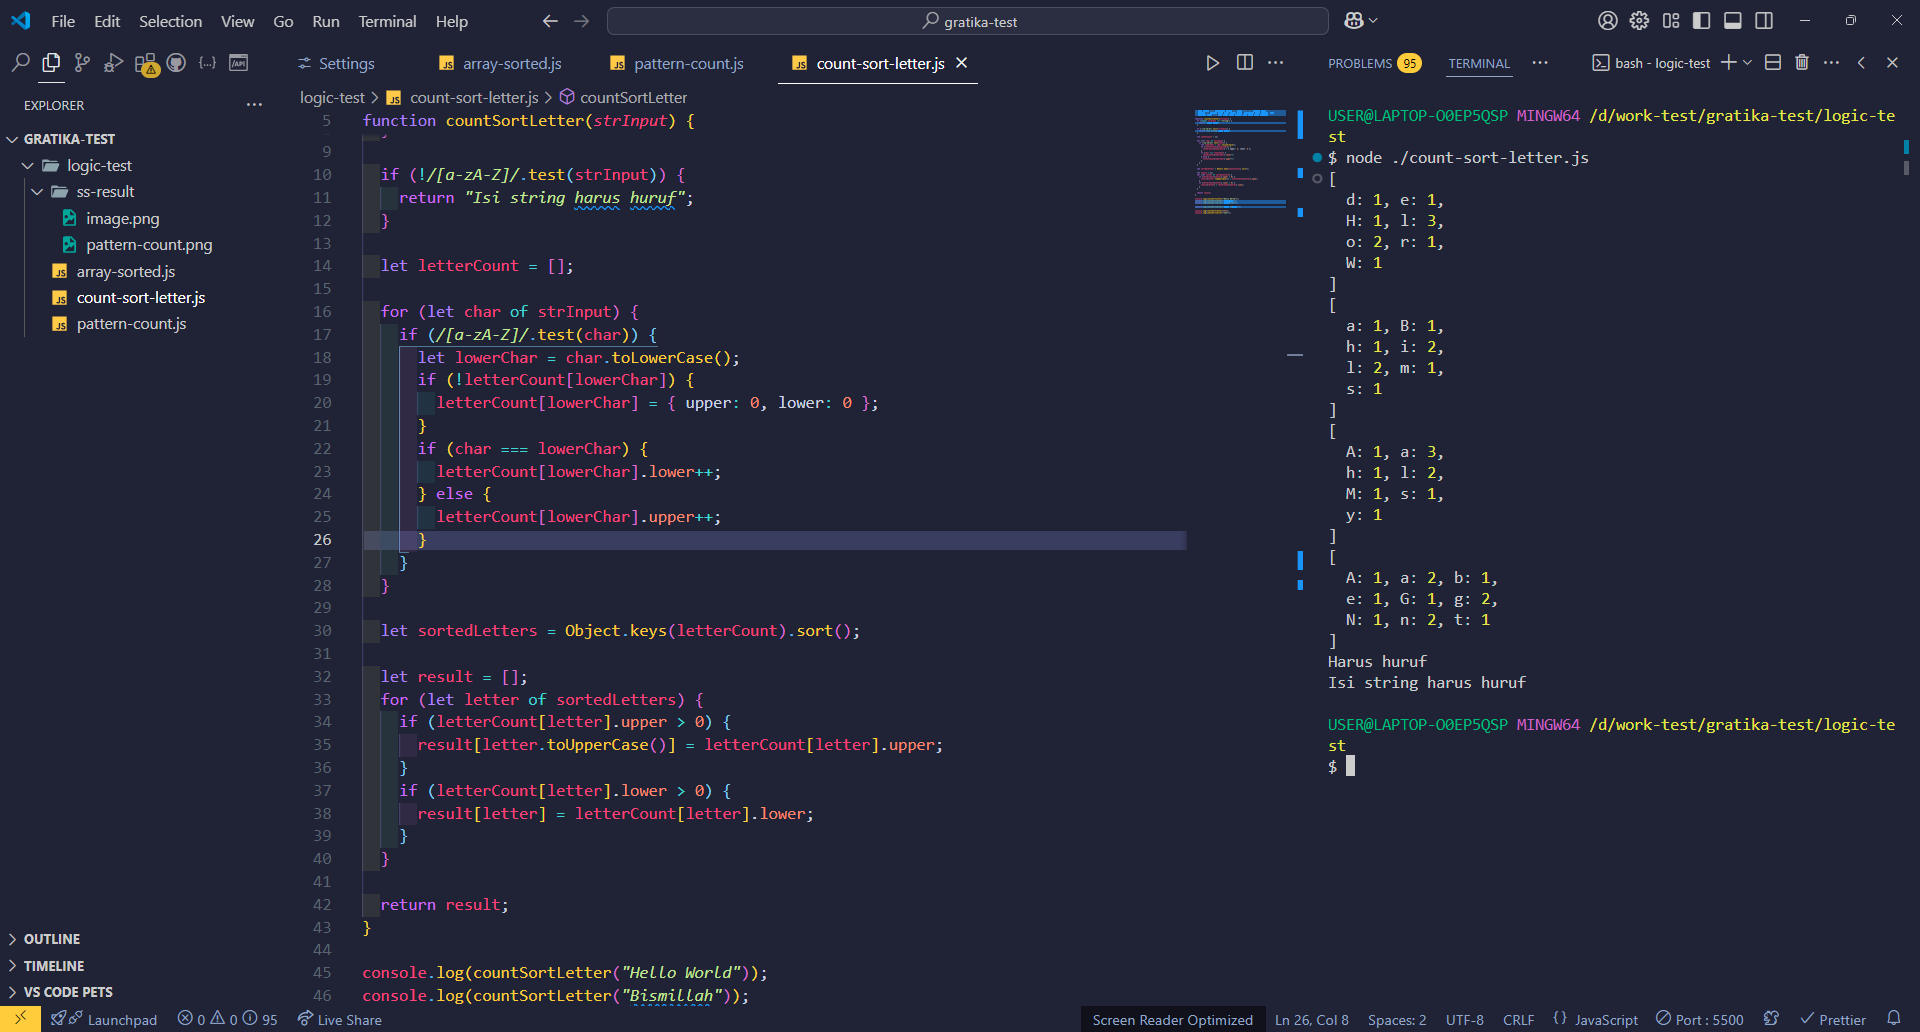 File Edit Selection View Go Run Terminal Help
gratika-test
Settings
array-sorted.js
pattern-count.js
count-sort-letter.js
PROBLEMS 95
TERMINAL
bash - logic-test
EXPLORER
GRATIKA-TEST
logic-test
ss-result
image.png
pattern-count.png
array-sorted.js
count-sort-letter.js
pattern-count.js
OUTLINE
TIMELINE
VS CODE PETS
logic-test > count-sort-letter.js > countSortLetter
5 function countSortLetter(strInput) {
9
10 if (!/[a-zA-Z]/.test(strInput)) {
11 return "Isi string harus huruf";
12 }
13
14 let letterCount = [];
15
16 for (let char of strInput) {
17 if (/[a-zA-Z]/.test(char)) {
18 let lowerChar = char.toLowerCase();
19 if (!letterCount[lowerChar]) {
20 letterCount[lowerChar] = { upper: 0, lower: 0 };
21 }
22 if (char === lowerChar) {
23 letterCount[lowerChar].lower++;
24 } else {
25 letterCount[lowerChar].upper++;
26 }
27 }
28 }
29
30 let sortedLetters = Object.keys(letterCount).sort();
31
32 let result = [];
33 for (let letter of sortedLetters) {
34 if (letterCount[letter].upper > 0) {
35 result[letter.toUpperCase()] = letterCount[letter].upper;
36 }
37 if (letterCount[letter].lower > 0) {
38 result[letter] = letterCount[letter].lower;
39 }
40 }
41
42 return result;
43 }
44
45 console.log(countSortLetter("Hello World"));
46 console.log(countSortLetter("Bismillah"));
USER@LAPTOP-O0EP5QSP MINGW64 /d/work-test/gratika-test/logic-te
st
$ node ./count-sort-letter.js
[
d: 1, e: 1,
H: 1, l: 3,
o: 2, r: 1,
W: 1
]
[
a: 1, B: 1,
h: 1, i: 2,
l: 2, m: 1,
s: 1
]
[
A: 1, a: 3,
h: 1, l: 2,
M: 1, s: 1,
y: 1
]
[
A: 1, a: 2, b: 1,
e: 1, G: 1, g: 2,
N: 1, n: 2, t: 1
]
Harus huruf
Isi string harus huruf
USER@LAPTOP-O0EP5QSP MINGW64 /d/work-test/gratika-test/logic-te
st
$
Launchpad 0 0 95 Live Share Screen Reader Optimized Ln 26, Col 8 Spaces: 2 UTF-8 CRLF {} JavaScript Port : 5500 Prettier